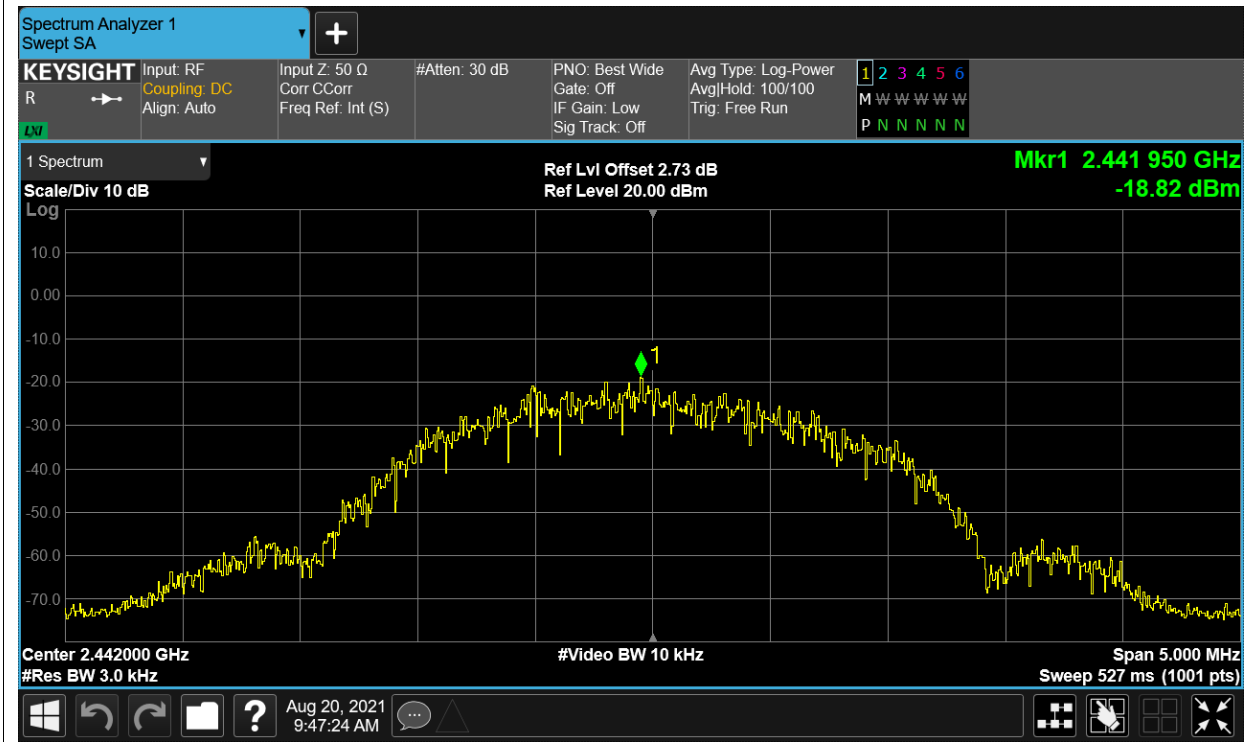 Spectrum Analyzer 1
Swept SA
+
KEYSIGHT
R
LXI
Input: RF
Coupling: DC
Align: Auto
Input Z: 50 Ω
Corr CCorr
Freq Ref: Int (S)
#Atten: 30 dB
PNO: Best Wide
Gate: Off
IF Gain: Low
Sig Track: Off
Avg Type: Log-Power
Avg|Hold: 100/100
Trig: Free Run
1 2 3 4 5 6
M W W W W W
P N N N N N
1 Spectrum
Scale/Div 10 dB
Ref Lvl Offset 2.73 dB
Ref Level 20.00 dBm
Mkr1 2.441 950 GHz
-18.82 dBm
Log
10.0
0.00
-10.0
1
-20.0
-30.0
-40.0
-50.0
-60.0
-70.0
Center 2.442000 GHz
#Res BW 3.0 kHz
#Video BW 10 kHz
Span 5.000 MHz
Sweep 527 ms (1001 pts)
?
Aug 20, 2021
9:47:24 AM